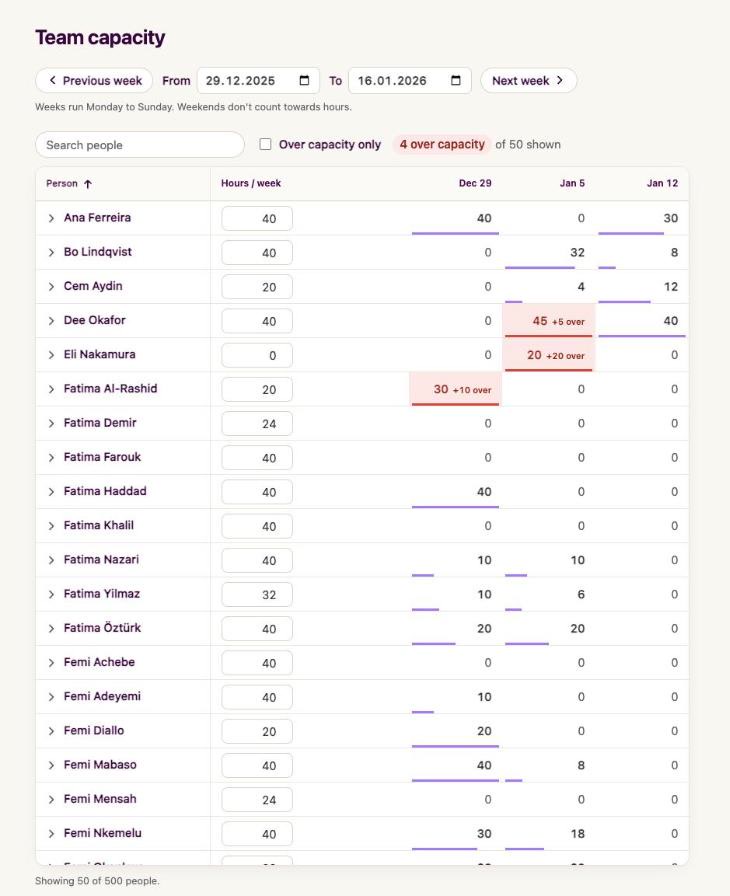 Team capacity
Previous week From 29.12.2025 To 16.01.2026 Next week
Weeks run Monday to Sunday. Weekends don't count towards hours.
Search people Over capacity only 4 over capacity of 50 shown
Person Hours / week Dec 29 Jan 5 Jan 12
Ana Ferreira 40 40 0 30
Bo Lindqvist 40 0 32 8
Cem Aydin 20 0 4 12
Dee Okafor 40 0 45 +5 over 40
Eli Nakamura 0 0 20 +20 over 0
Fatima Al-Rashid 20 30 +10 over 0 0
Fatima Demir 24 0 0 0
Fatima Farouk 40 0 0 0
Fatima Haddad 40 40 0 0
Fatima Khalil 40 0 0 0
Fatima Nazari 40 10 10 0
Fatima Yilmaz 32 10 6 0
Fatima Öztürk 40 20 20 0
Femi Achebe 40 0 0 0
Femi Adeyemi 40 10 0 0
Femi Diallo 20 20 0 0
Femi Mabaso 40 40 8 0
Femi Mensah 24 0 0 0
Femi Nkemelu 40 30 18 0
Femi
Showing 50 of 500 people.